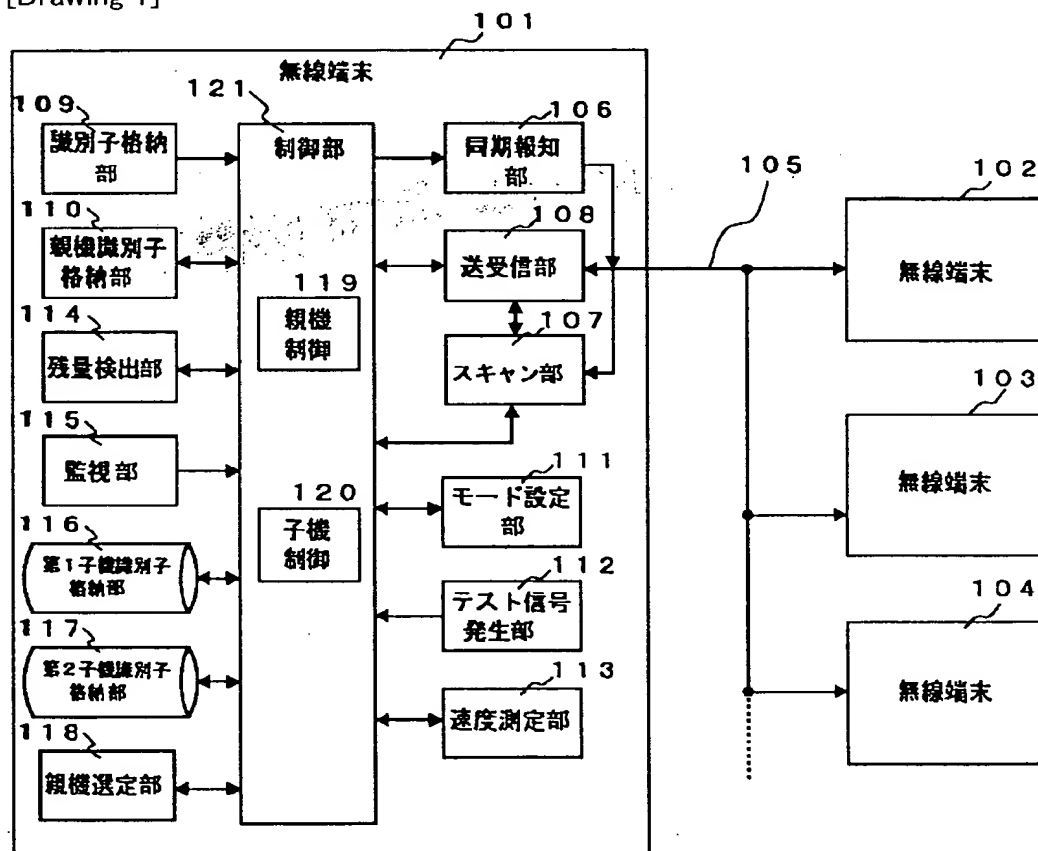 [Drawing 1]
101
無線端末
109
識別子格納
部
121
制御部
106
同期報知
部
105
102
無線端末
110
親機識別子
格納部
108
送受信部
119
親機
制御
107
スキャン部
114
残量検出部
103
無線端末
115
監視部
111
モード設定
部
120
子機
制御
116
第1子機識別子
格納部
112
テスト信号
発生部
104
無線端末
117
第2子機識別子
格納部
113
速度測定部
118
親機選定部